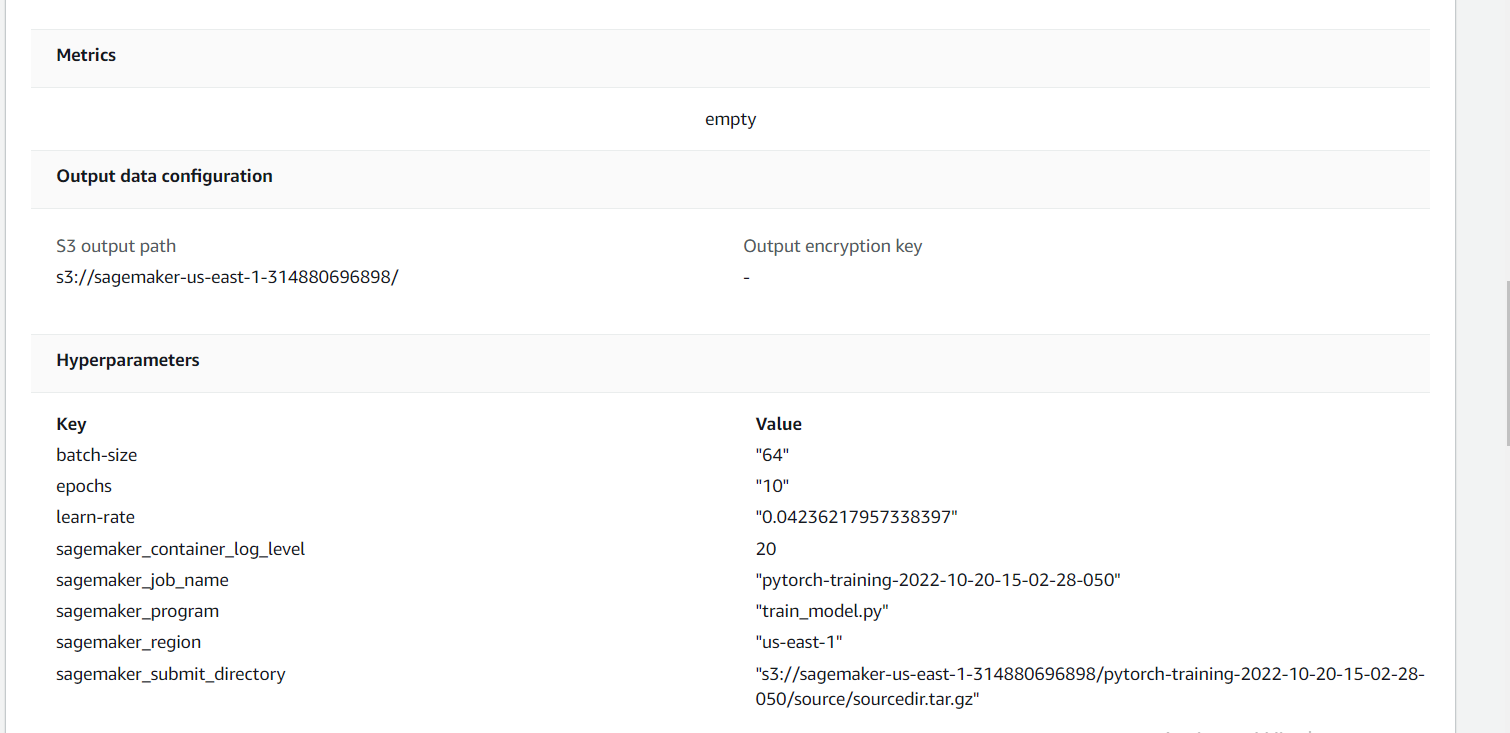 Metrics
empty
Output data configuration
S3 output path
Output encryption key
s3://sagemaker-us-east-1-314880696898/
-
Hyperparameters
Key
Value
batch-size
"64"
epochs
"10"
learn-rate
"0.04236217957338397"
sagemaker_container_log_level
20
sagemaker_job_name
"pytorch-training-2022-10-20-15-02-28-050"
sagemaker_program
"train_model.py"
sagemaker_region
"us-east-1"
sagemaker_submit_directory
"s3://sagemaker-us-east-1-314880696898/pytorch-training-2022-10-20-15-02-28-
050/source/sourcedir.tar.gz"